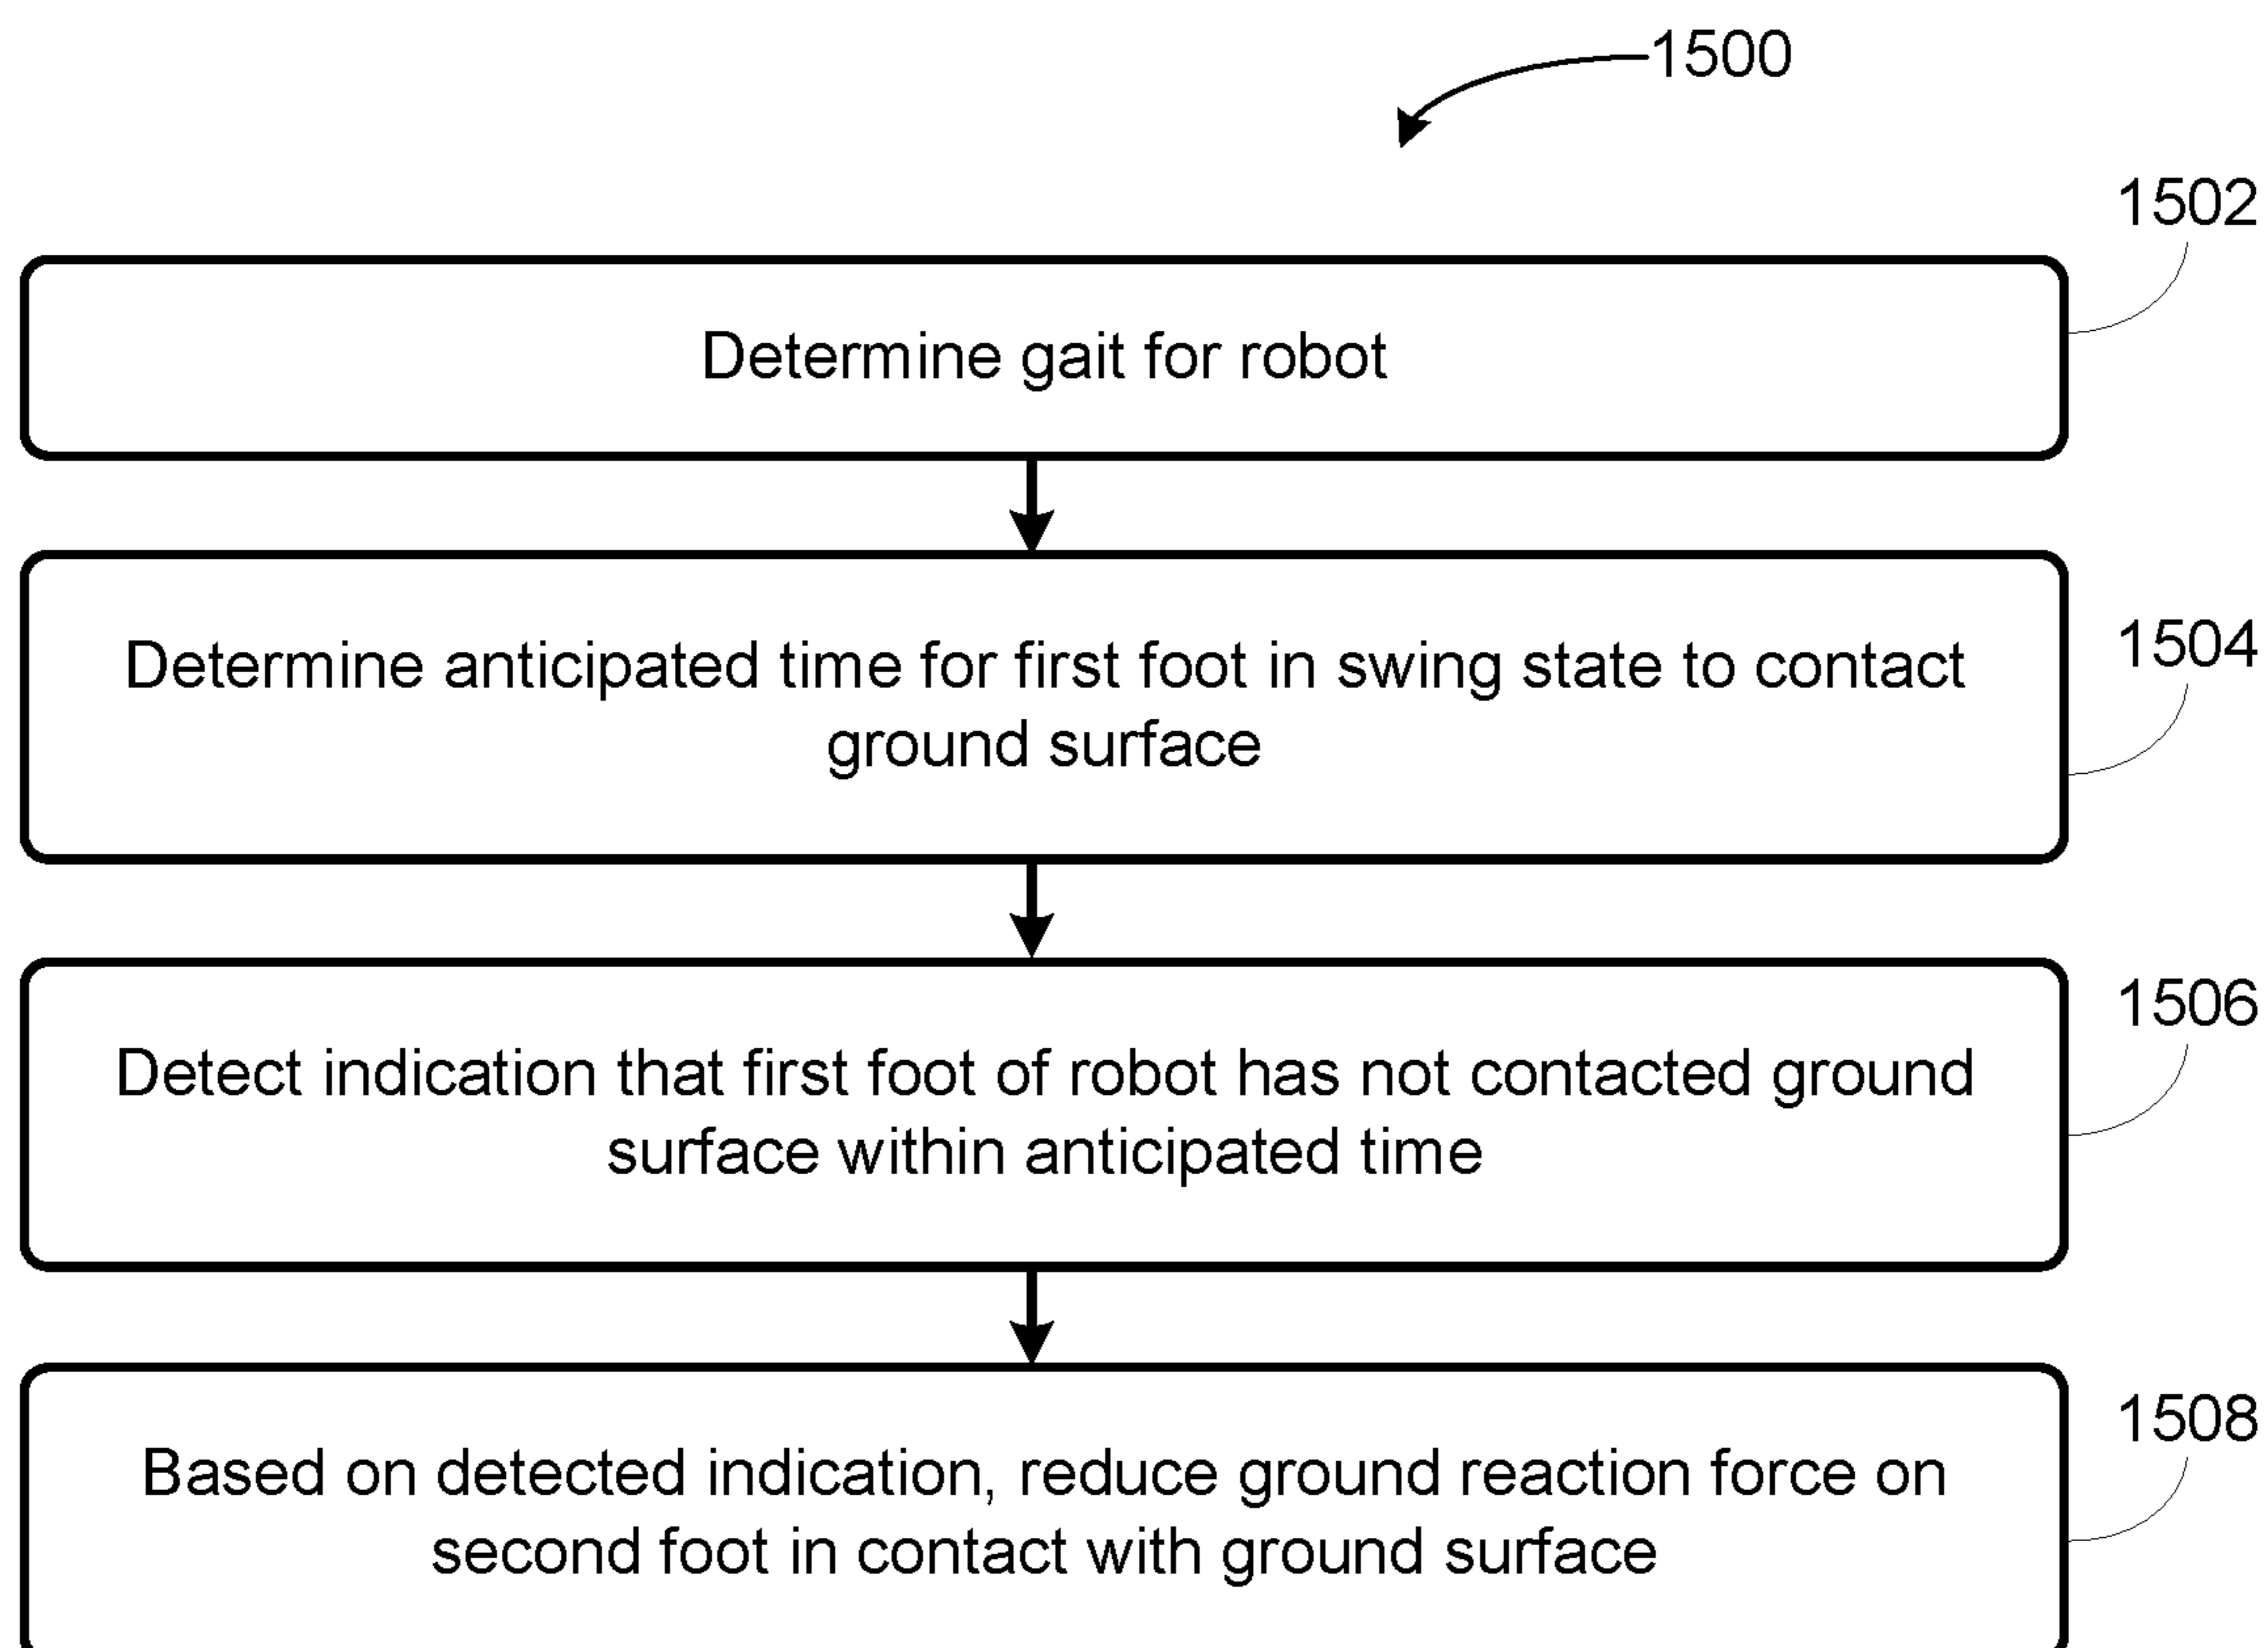 1500
1502
Determine gait for robot
1504
Determine anticipated time for first foot in swing state to contact
ground surface
1506
Detect indication that first foot of robot has not contacted ground
surface within anticipated time
1508
Based on detected indication, reduce ground reaction force on
second foot in contact with ground surface